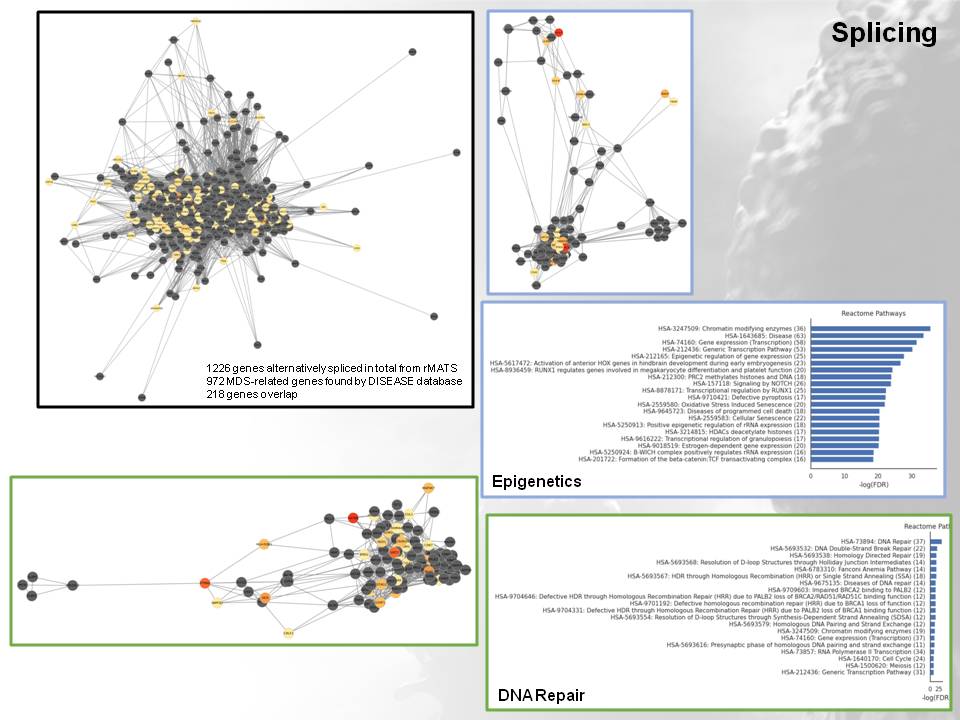 Splicing
1226 genes alternatively spliced in total from rMATS
972 MDS-related genes found by DISEASE database
218 genes overlap
Reactome Pathways
HSA-3247509: Chromatin modifying enzymes (36)
HSA-1643685: Disease (63)
HSA-74160: Gene expression (Transcription) (58)
HSA-212436: Generic Transcription Pathway (53)
HSA-212165: Epigenetic regulation of gene expression (25)
HSA-5617472: Activation of anterior HOX genes in hindbrain development during early embryogenesis (23)
HSA-8936459: RUNX1 regulates genes involved in megakaryocyte differentiation and platelet function (20)
HSA-212300: PRC2 methylates histones and DNA (18)
HSA-157118: Signaling by NOTCH (26)
HSA-8878171: Transcriptional regulation by RUNX1 (25)
HSA-9710421: Defective pyroptosis (17)
HSA-2559580: Oxidative Stress Induced Senescence (20)
HSA-9645723: Diseases of programmed cell death (18)
HSA-2559583: Cellular Senescence (22)
HSA-5250913: Positive epigenetic regulation of rRNA expression (18)
HSA-3214815: HDACs deacetylate histones (17)
HSA-9616222: Transcriptional regulation of granulopoiesis (17)
HSA-9018519: Estrogen-dependent gene expression (20)
HSA-5250924: B-WICH complex positively regulates rRNA expression (16)
HSA-201722: Formation of the beta-catenin:TCF transactivating complex (16)
0 10 20 30
-log(FDR)
Epigenetics
Reactome Pat
HSA-73894: DNA Repair (37)
HSA-5693532: DNA Double-Strand Break Repair (22)
HSA-5693538: Homology Directed Repair (19)
HSA-5693568: Resolution of D-loop Structures through Holliday Junction Intermediates (14)
HSA-6783310: Fanconi Anemia Pathway (14)
HSA-5693567: HDR through Homologous Recombination (HRR) or Single Strand Annealing (SSA) (18)
HSA-9675135: Diseases of DNA repair (14)
HSA-9709603: Impaired BRCA2 binding to PALB2 (12)
HSA-9704646: Defective HDR through Homologous Recombination Repair (HRR) due to PALB2 loss of BRCA2/RAD51/RAD51C binding function (12)
HSA-9701192: Defective homologous recombination repair (HRR) due to BRCA1 loss of function (12)
HSA-9704331: Defective HDR through Homologous Recombination Repair (HRR) due to PALB2 loss of BRCA1 binding function (12)
HSA-5693554: Resolution of D-loop Structures through Synthesis-Dependent Strand Annealing (SDSA) (12)
HSA-5693579: Homologous DNA Pairing and Strand Exchange (12)
HSA-3247509: Chromatin modifying enzymes (19)
HSA-74160: Gene expression (Transcription) (37)
HSA-5693616: Presynaptic phase of homologous DNA pairing and strand exchange (11)
HSA-73857: RNA Polymerase II Transcription (34)
HSA-1640170: Cell Cycle (24)
HSA-1500620: Meiosis (12)
HSA-212436: Generic Transcription Pathway (31)
0 25
-log(FDR
DNA Repair